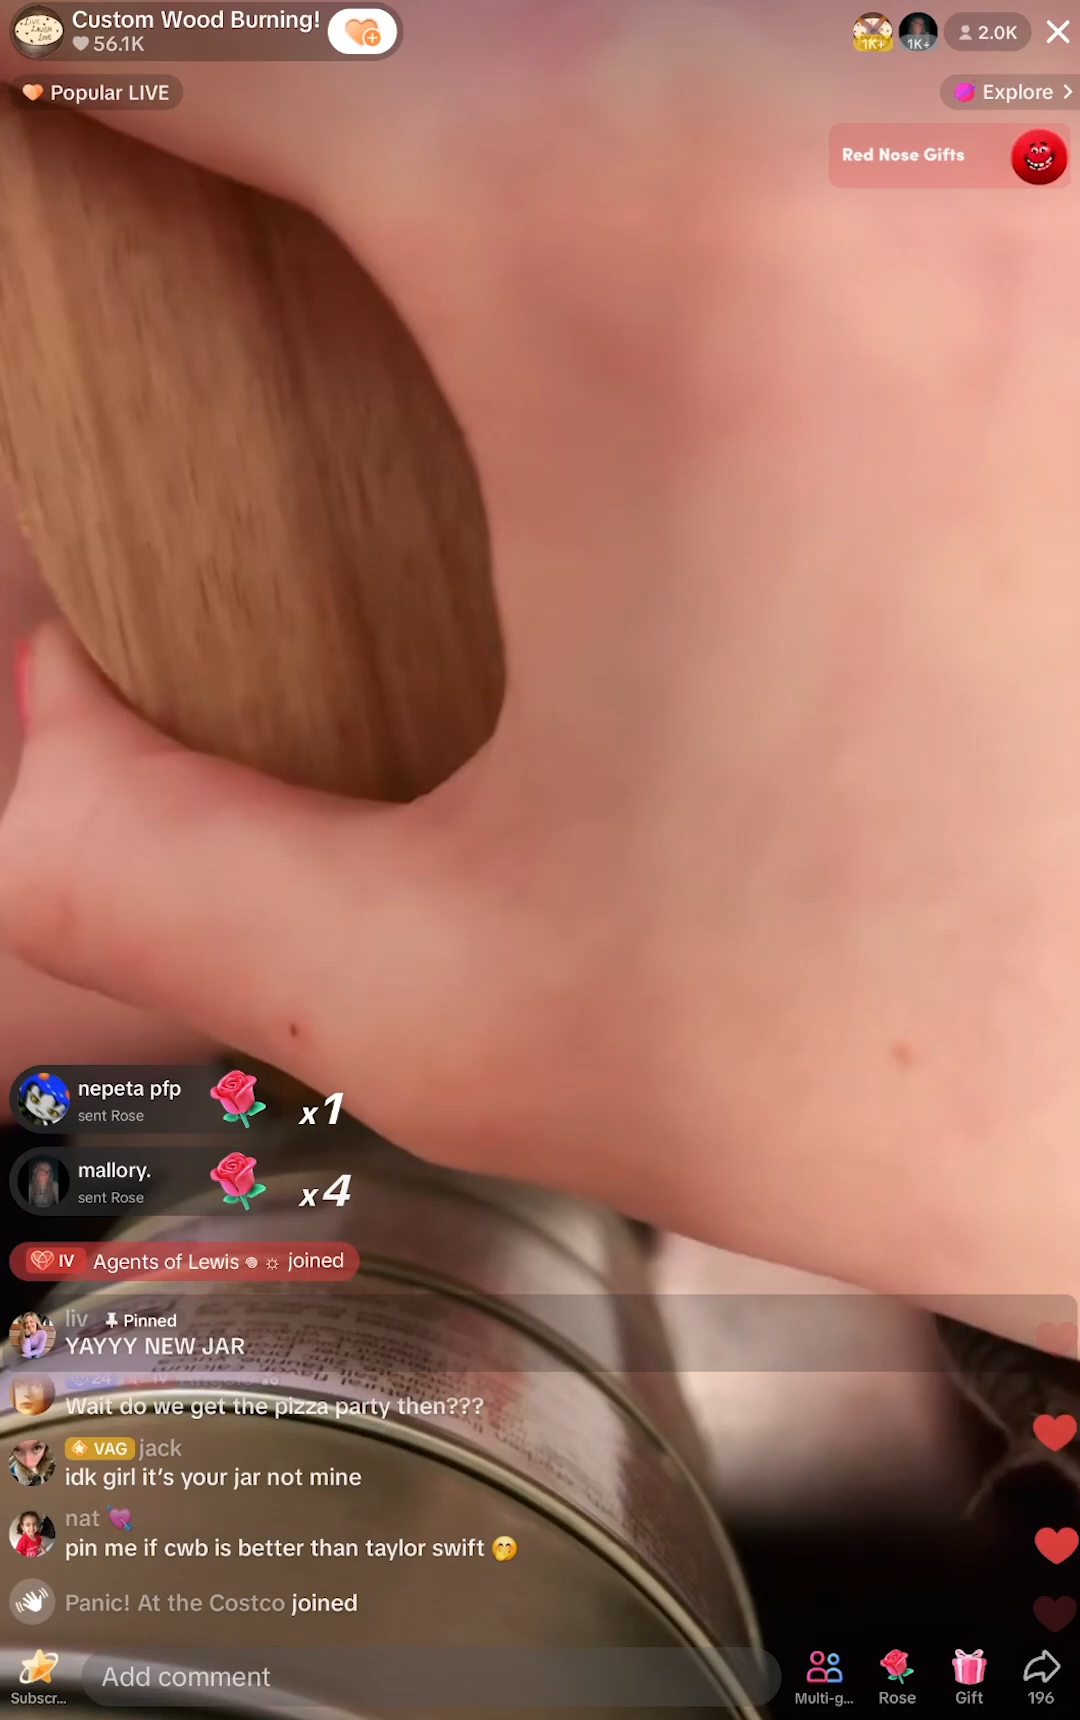 Custom Wood Burning!
56.1K
1K+
1K+
2.0K
Popular LIVE
Explore
Red Nose Gifts
nepeta pfp
sent Rose
x1
mallory.
sent Rose
x4
IV Agents of Lewis joined
liv Pinned
YAYYY NEW JAR
24 IV
Wait do we get the pizza party then???
VAG jack
idk girl it's your jar not mine
nat
pin me if cwb is better than taylor swift 🤭
Panic! At the Costco joined
Add comment
Subscr...
Multi-g...
Rose
Gift
196